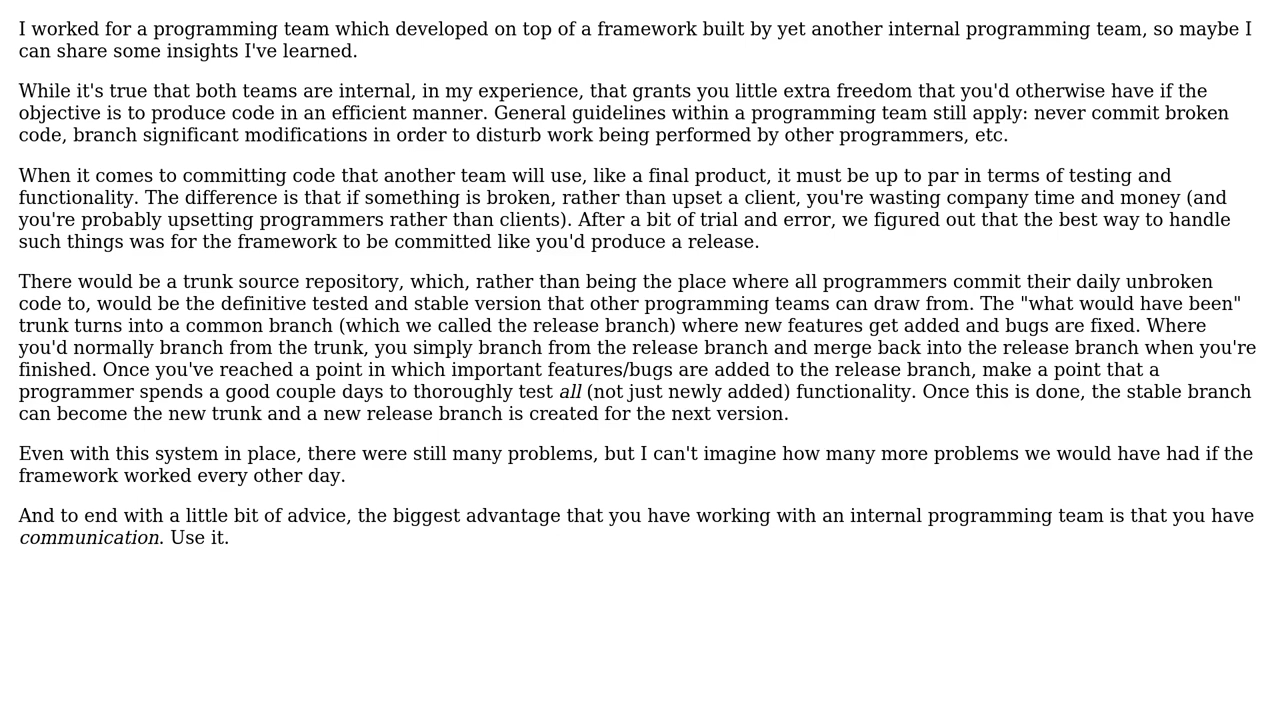 I worked for a programming team which developed on top of a framework built by yet another internal programming team, so maybe I
can share some insights I've learned.
While it's true that both teams are internal, in my experience, that grants you little extra freedom that you'd otherwise have if the
objective is to produce code in an efficient manner. General guidelines within a programming team still apply: never commit broken
code, branch significant modifications in order to disturb work being performed by other programmers, etc.
When it comes to committing code that another team will use, like a final product, it must be up to par in terms of testing and
functionality. The difference is that if something is broken, rather than upset a client, you're wasting company time and money (and
you're probably upsetting programmers rather than clients). After a bit of trial and error, we figured out that the best way to handle
such things was for the framework to be committed like you'd produce a release.
There would be a trunk source repository, which, rather than being the place where all programmers commit their daily unbroken
code to, would be the definitive tested and stable version that other programming teams can draw from. The "what would have been"
trunk turns into a common branch (which we called the release branch) where new features get added and bugs are fixed. Where
you'd normally branch from the trunk, you simply branch from the release branch and merge back into the release branch when you're
finished. Once you've reached a point in which important features/bugs are added to the release branch, make a point that a
programmer spends a good couple days to thoroughly test all (not just newly added) functionality. Once this is done, the stable branch
can become the new trunk and a new release branch is created for the next version.
Even with this system in place, there were still many problems, but I can't imagine how many more problems we would have had if the
framework worked every other day.
And to end with a little bit of advice, the biggest advantage that you have working with an internal programming team is that you have
communication. Use it.